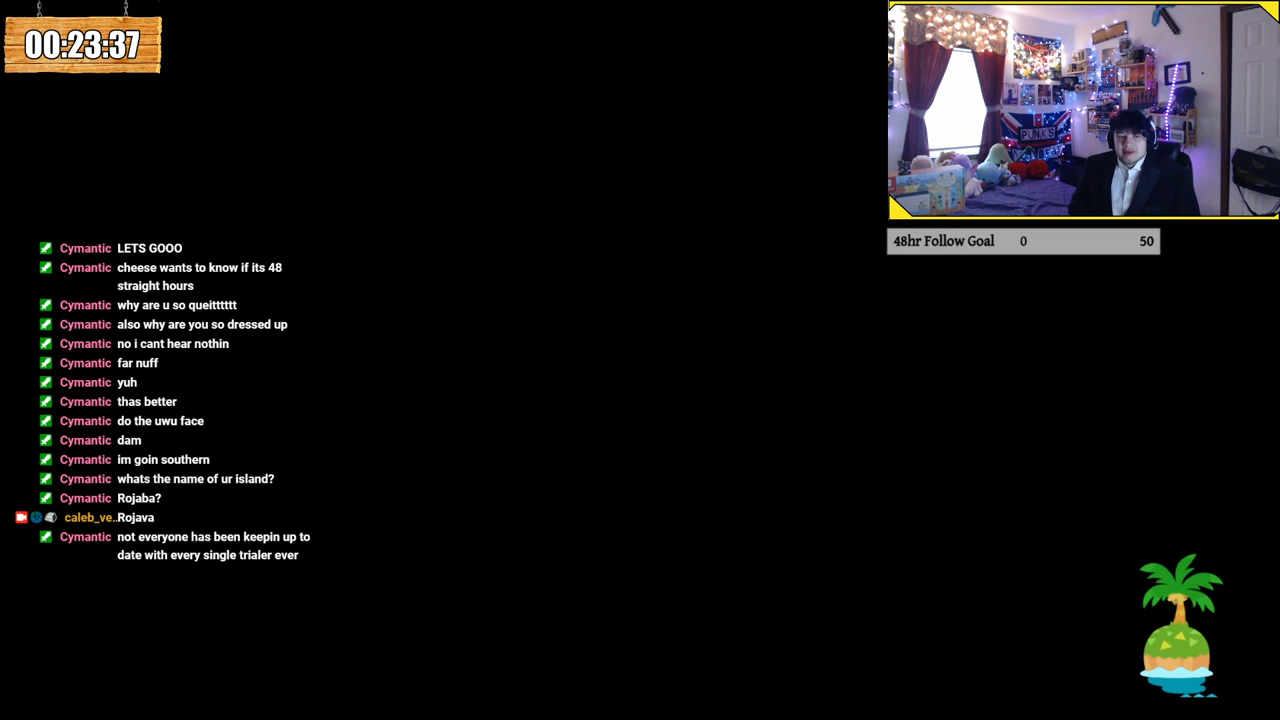 00:23:37
PUNKS
48hr Follow Goal 0 50
Cymantic LETS GOOO
Cymantic cheese wants to know if its 48
straight hours
Cymantic why are u so queitttttt
Cymantic also why are you so dressed up
Cymantic no i cant hear nothin
Cymantic far nuff
Cymantic yuh
Cymantic thas better
Cymantic do the uwu face
Cymantic dam
Cymantic im goin southern
Cymantic whats the name of ur island?
Cymantic Rojaba?
caleb_ve.. Rojava
Cymantic not everyone has been keepin up to
date with every single trialer ever